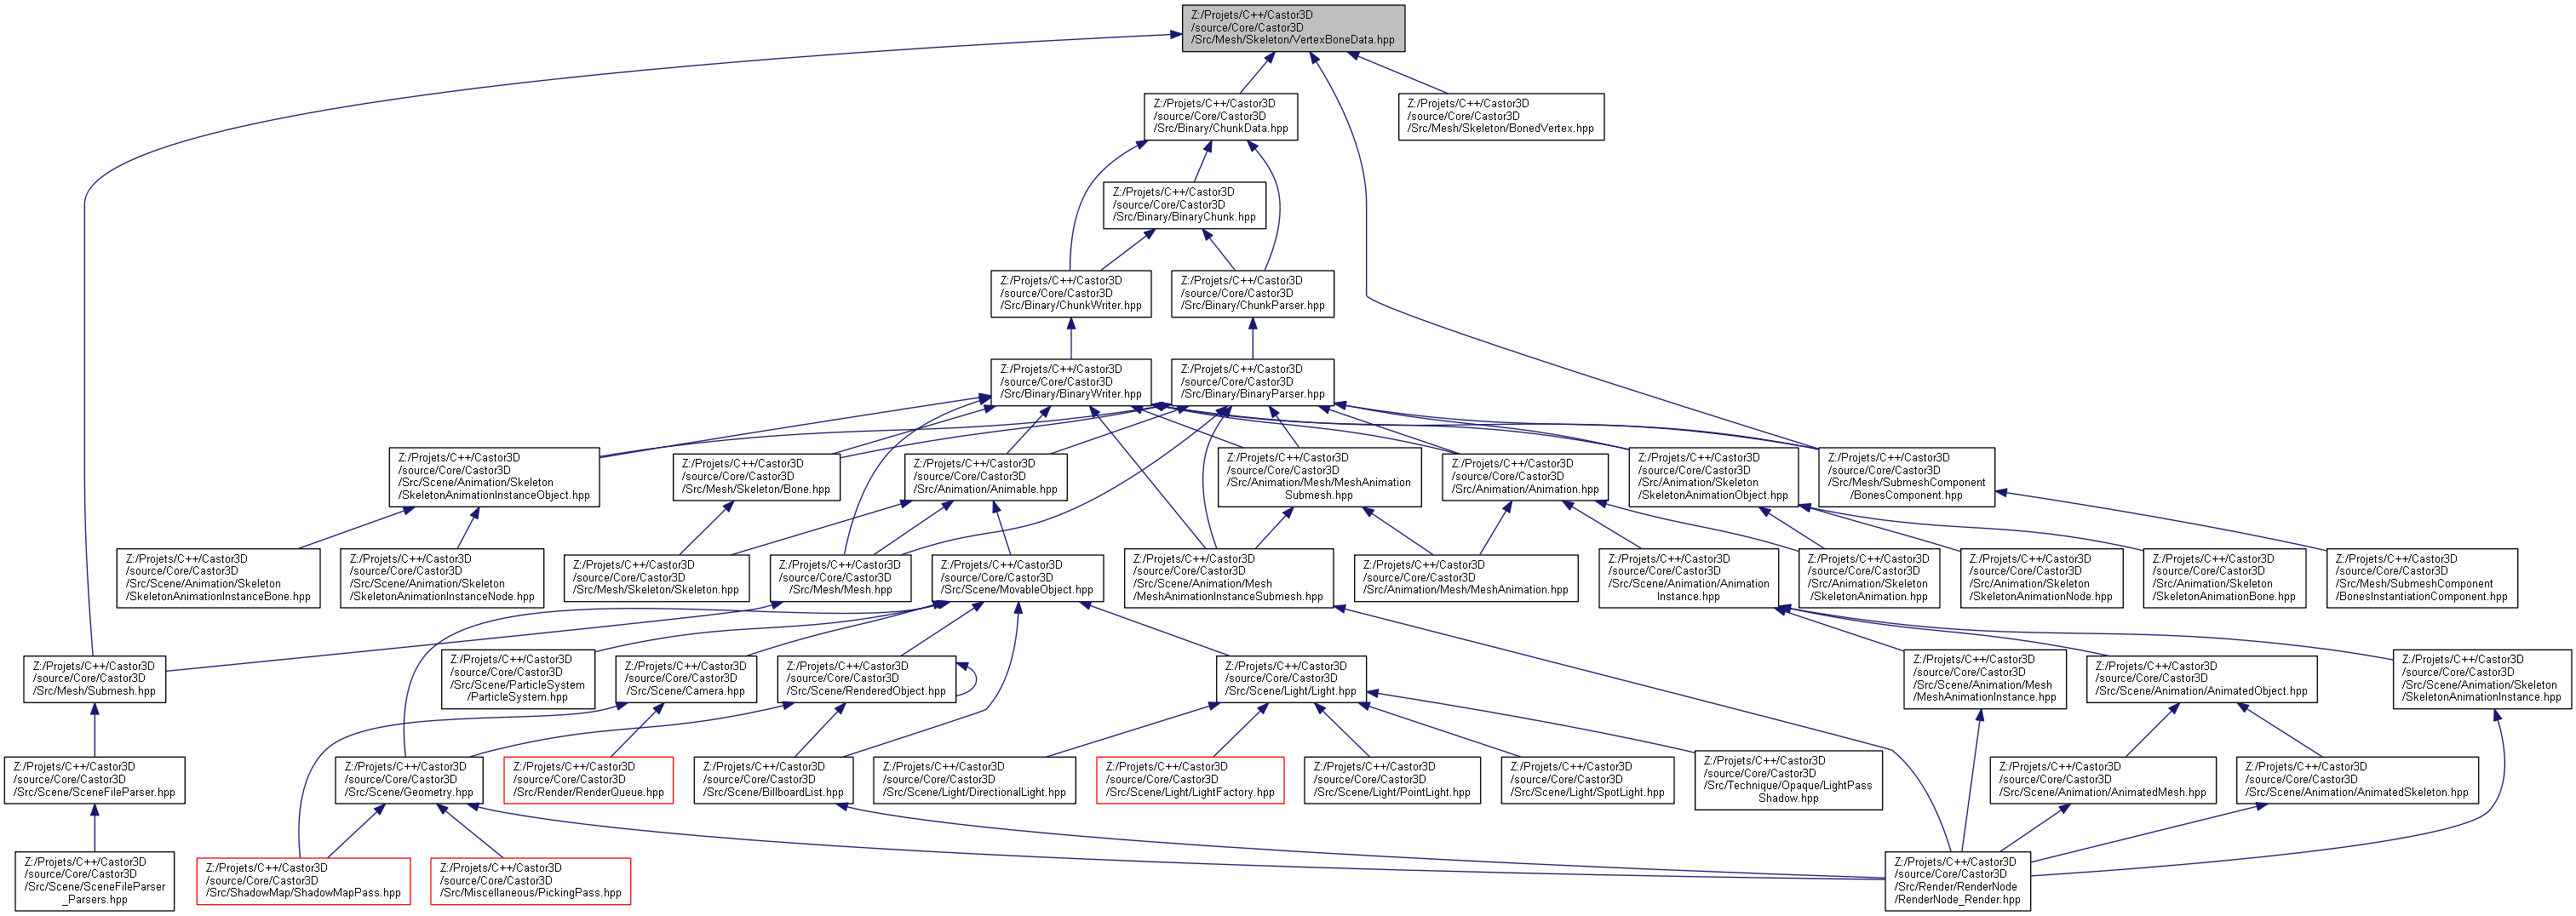 Z:/Projets/C++/Castor3D
/source/Core/Castor3D
/Src/Mesh/Skeleton/VertexBoneData.hpp
Z:/Projets/C++/Castor3D
/source/Core/Castor3D
/Src/Binary/ChunkData.hpp
Z:/Projets/C++/Castor3D
/source/Core/Castor3D
/Src/Mesh/Skeleton/BonedVertex.hpp
Z:/Projets/C++/Castor3D
/source/Core/Castor3D
/Src/Binary/BinaryChunk.hpp
Z:/Projets/C++/Castor3D
/source/Core/Castor3D
/Src/Binary/ChunkWriter.hpp
Z:/Projets/C++/Castor3D
/source/Core/Castor3D
/Src/Binary/ChunkParser.hpp
Z:/Projets/C++/Castor3D
/source/Core/Castor3D
/Src/Binary/BinaryWriter.hpp
Z:/Projets/C++/Castor3D
/source/Core/Castor3D
/Src/Binary/BinaryParser.hpp
Z:/Projets/C++/Castor3D
/source/Core/Castor3D
/Src/Scene/Animation/Skeleton
/SkeletonAnimationInstanceObject.hpp
Z:/Projets/C++/Castor3D
/source/Core/Castor3D
/Src/Mesh/Skeleton/Bone.hpp
Z:/Projets/C++/Castor3D
/source/Core/Castor3D
/Src/Animation/Animable.hpp
Z:/Projets/C++/Castor3D
/source/Core/Castor3D
/Src/Animation/Mesh/MeshAnimation
Submesh.hpp
Z:/Projets/C++/Castor3D
/source/Core/Castor3D
/Src/Animation/Animation.hpp
Z:/Projets/C++/Castor3D
/source/Core/Castor3D
/Src/Animation/Skeleton
/SkeletonAnimationObject.hpp
Z:/Projets/C++/Castor3D
/source/Core/Castor3D
/Src/Mesh/SubmeshComponent
/BonesComponent.hpp
Z:/Projets/C++/Castor3D
/source/Core/Castor3D
/Src/Scene/Animation/Skeleton
/SkeletonAnimationInstanceBone.hpp
Z:/Projets/C++/Castor3D
/source/Core/Castor3D
/Src/Scene/Animation/Skeleton
/SkeletonAnimationInstanceNode.hpp
Z:/Projets/C++/Castor3D
/source/Core/Castor3D
/Src/Mesh/Skeleton/Skeleton.hpp
Z:/Projets/C++/Castor3D
/source/Core/Castor3D
/Src/Mesh/Mesh.hpp
Z:/Projets/C++/Castor3D
/source/Core/Castor3D
/Src/Scene/MovableObject.hpp
Z:/Projets/C++/Castor3D
/source/Core/Castor3D
/Src/Scene/Animation/Mesh
/MeshAnimationInstanceSubmesh.hpp
Z:/Projets/C++/Castor3D
/source/Core/Castor3D
/Src/Animation/Mesh/MeshAnimation.hpp
Z:/Projets/C++/Castor3D
/source/Core/Castor3D
/Src/Scene/Animation/Animation
Instance.hpp
Z:/Projets/C++/Castor3D
/source/Core/Castor3D
/Src/Animation/Skeleton
/SkeletonAnimation.hpp
Z:/Projets/C++/Castor3D
/source/Core/Castor3D
/Src/Animation/Skeleton
/SkeletonAnimationNode.hpp
Z:/Projets/C++/Castor3D
/source/Core/Castor3D
/Src/Animation/Skeleton
/SkeletonAnimationBone.hpp
Z:/Projets/C++/Castor3D
/source/Core/Castor3D
/Src/Mesh/SubmeshComponent
/BonesInstantiationComponent.hpp
Z:/Projets/C++/Castor3D
/source/Core/Castor3D
/Src/Mesh/Submesh.hpp
Z:/Projets/C++/Castor3D
/source/Core/Castor3D
/Src/Scene/ParticleSystem
/ParticleSystem.hpp
Z:/Projets/C++/Castor3D
/source/Core/Castor3D
/Src/Scene/Camera.hpp
Z:/Projets/C++/Castor3D
/source/Core/Castor3D
/Src/Scene/RenderedObject.hpp
Z:/Projets/C++/Castor3D
/source/Core/Castor3D
/Src/Scene/Light/Light.hpp
Z:/Projets/C++/Castor3D
/source/Core/Castor3D
/Src/Scene/Animation/Mesh
/MeshAnimationInstance.hpp
Z:/Projets/C++/Castor3D
/source/Core/Castor3D
/Src/Scene/Animation/AnimatedObject.hpp
Z:/Projets/C++/Castor3D
/source/Core/Castor3D
/Src/Scene/Animation/Skeleton
/SkeletonAnimationInstance.hpp
Z:/Projets/C++/Castor3D
/source/Core/Castor3D
/Src/Scene/SceneFileParser.hpp
Z:/Projets/C++/Castor3D
/source/Core/Castor3D
/Src/Scene/Geometry.hpp
Z:/Projets/C++/Castor3D
/source/Core/Castor3D
/Src/Render/RenderQueue.hpp
Z:/Projets/C++/Castor3D
/source/Core/Castor3D
/Src/Scene/BillboardList.hpp
Z:/Projets/C++/Castor3D
/source/Core/Castor3D
/Src/Scene/Light/DirectionalLight.hpp
Z:/Projets/C++/Castor3D
/source/Core/Castor3D
/Src/Scene/Light/LightFactory.hpp
Z:/Projets/C++/Castor3D
/source/Core/Castor3D
/Src/Scene/Light/PointLight.hpp
Z:/Projets/C++/Castor3D
/source/Core/Castor3D
/Src/Scene/Light/SpotLight.hpp
Z:/Projets/C++/Castor3D
/source/Core/Castor3D
/Src/Technique/Opaque/LightPass
Shadow.hpp
Z:/Projets/C++/Castor3D
/source/Core/Castor3D
/Src/Scene/Animation/AnimatedMesh.hpp
Z:/Projets/C++/Castor3D
/source/Core/Castor3D
/Src/Scene/Animation/AnimatedSkeleton.hpp
Z:/Projets/C++/Castor3D
/source/Core/Castor3D
/Src/Scene/SceneFileParser
_Parsers.hpp
Z:/Projets/C++/Castor3D
/source/Core/Castor3D
/Src/ShadowMap/ShadowMapPass.hpp
Z:/Projets/C++/Castor3D
/source/Core/Castor3D
/Src/Miscellaneous/PickingPass.hpp
Z:/Projets/C++/Castor3D
/source/Core/Castor3D
/Src/Render/RenderNode
/RenderNode_Render.hpp